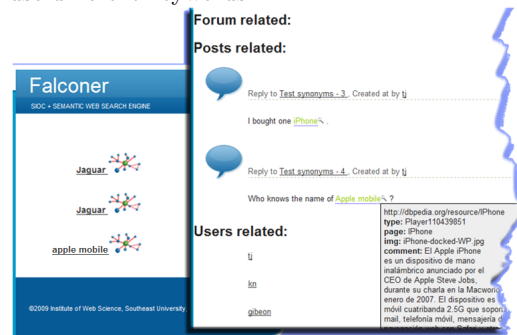 Falconer
SIOC + SEMANTIC WEB SEARCH ENGINE
Jaguar
Jaguar
apple mobile
©2009 Institute of Web Science, Southeast University,
Forum related:
Posts related:
Reply to Test synonyms - 3 . Created at by tj
I bought one iPhone .
Reply to Test synonyms - 4 . Created at by tj
Who knows the name of Apple mobile ?
Users related:
tj
kn
gibeon
http://dbpedia.org/resource/IPhone
type: Player110439851
page: IPhone
img: iPhone-docked-WP.jpg
comment: El Apple iPhone
es un dispositivo de mano
inalámbrico anunciado por el
CEO de Apple Steve Jobs,
durante su charla en la Macworld
enero de 2007. El dispositivo es
móvil cuatribanda 2.5G que sopor
mail, telefonía móvil, mensajería d